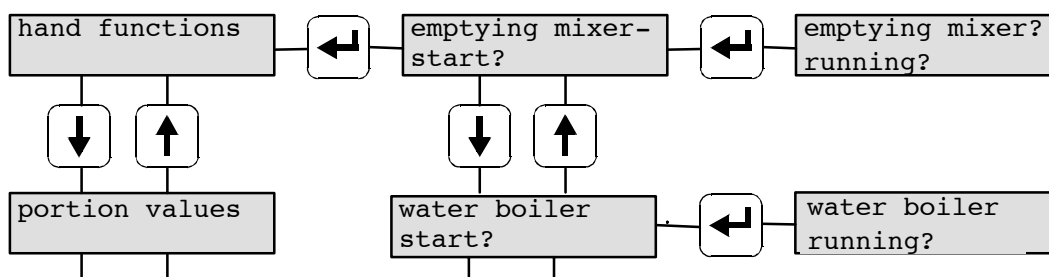 hand functions
emptying mixer-
start?
emptying mixer?
running?
portion values
water boiler
start?
water boiler
running?